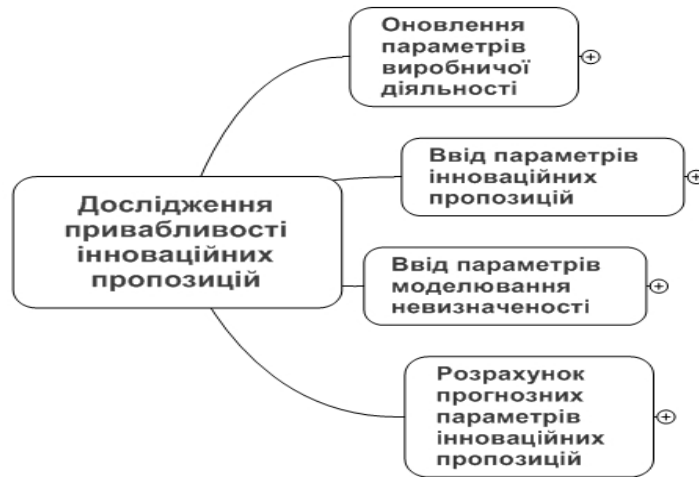 Оновлення
параметрів
виробничої
діяльності
Ввід параметрів
інноваційних
пропозицій
Дослідження
привабливості
інноваційних
пропозицій
Ввід параметрів
моделювання
невизначеності
Розрахунок
прогнозних
параметрів
інноваційних
пропозицій